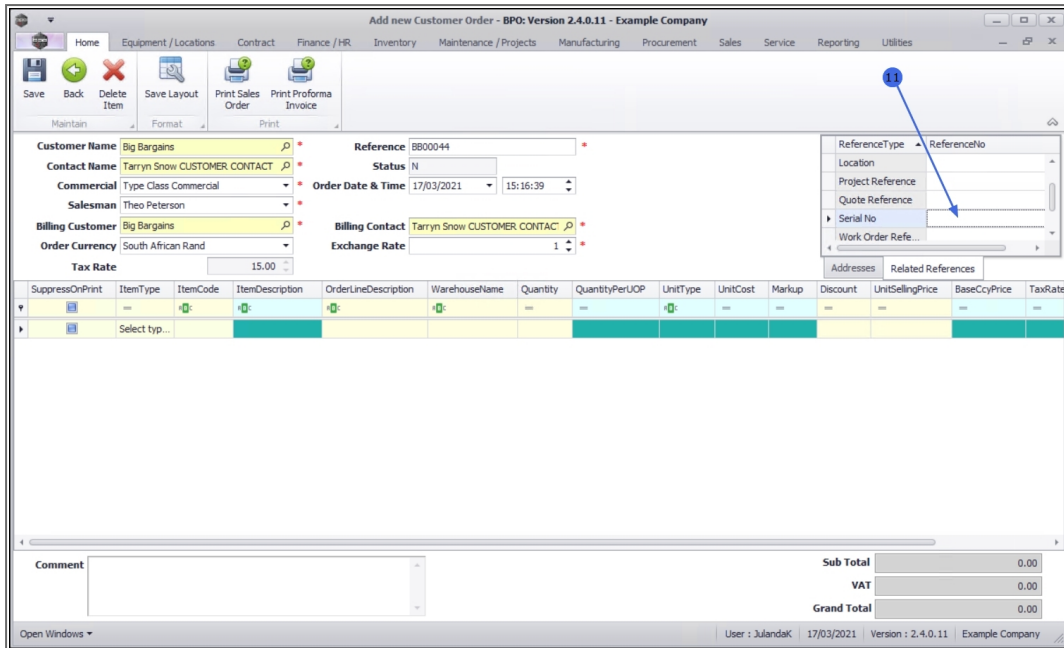 Add new Customer Order - BPO: Version 2.4.0.11 - Example Company
Home Equipment / Locations Contract Finance / HR Inventory Maintenance / Projects Manufacturing Procurement Sales Service Reporting Utilities
Save Back Delete Item Save Layout Print Sales Order Print Proforma Invoice
Maintain Format Print
11
Customer Name Big Bargains * Reference BB00044 *
Contact Name Tarryn Snow CUSTOMER CONTACT * Status N
Commercial Type Class Commercial * Order Date & Time 17/03/2021 15:16:39
Salesman Theo Peterson *
Billing Customer Big Bargains Billing Contact Tarryn Snow CUSTOMER CONTAC *
Order Currency South African Rand Exchange Rate 1 *
Tax Rate 15.00
ReferenceType ReferenceNo
Location
Project Reference
Quote Reference
Serial No
Work Order Refe...
Addresses Related References
SuppressOnPrint ItemType ItemCode ItemDescription OrderLineDescription WarehouseName Quantity QuantityPerUOP UnitType UnitCost Markup Discount UnitSellingPrice BaseCcyPrice TaxRate
Select typ...
Comment
Sub Total 0.00
VAT 0.00
Grand Total 0.00
Open Windows User : JulandaK 17/03/2021 Version : 2.4.0.11 Example Company